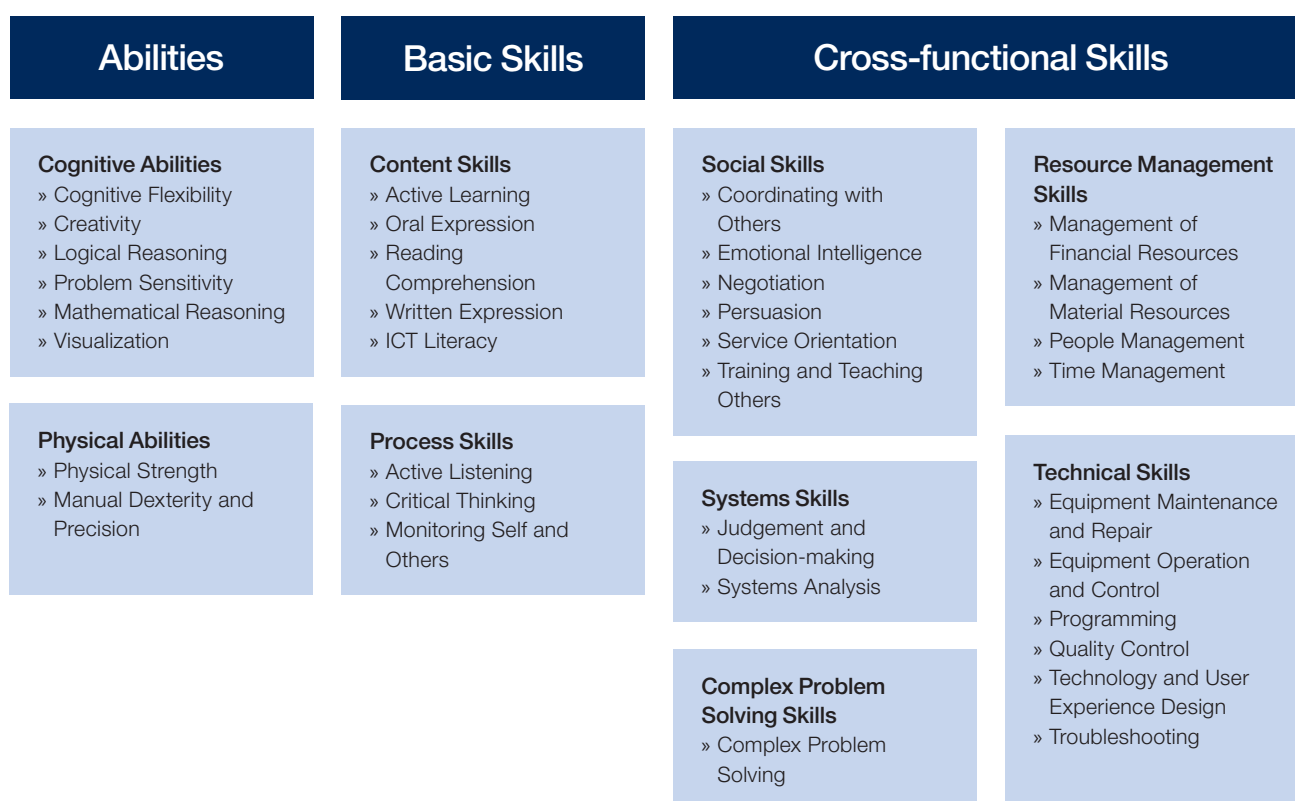 Abilities
Cognitive Abilities
» Cognitive Flexibility
» Creativity
» Logical Reasoning
» Problem Sensitivity
» Mathematical Reasoning
» Visualization
Physical Abilities
» Physical Strength
» Manual Dexterity and
Precision
Basic Skills
Content Skills
» Active Learning
» Oral Expression
» Reading
Comprehension
» Written Expression
» ICT Literacy
Process Skills
» Active Listening
» Critical Thinking
» Monitoring Self and
Others
Cross-functional Skills
Social Skills
» Coordinating with
Others
» Emotional Intelligence
» Negotiation
» Persuasion
» Service Orientation
» Training and Teaching
Others
Systems Skills
» Judgement and
Decision-making
» Systems Analysis
Complex Problem
Solving Skills
» Complex Problem
Solving
Resource Management
Skills
» Management of
Financial Resources
» Management of
Material Resources
» People Management
» Time Management
Technical Skills
» Equipment Maintenance
and Repair
» Equipment Operation
and Control
» Programming
» Quality Control
» Technology and User
Experience Design
» Troubleshooting